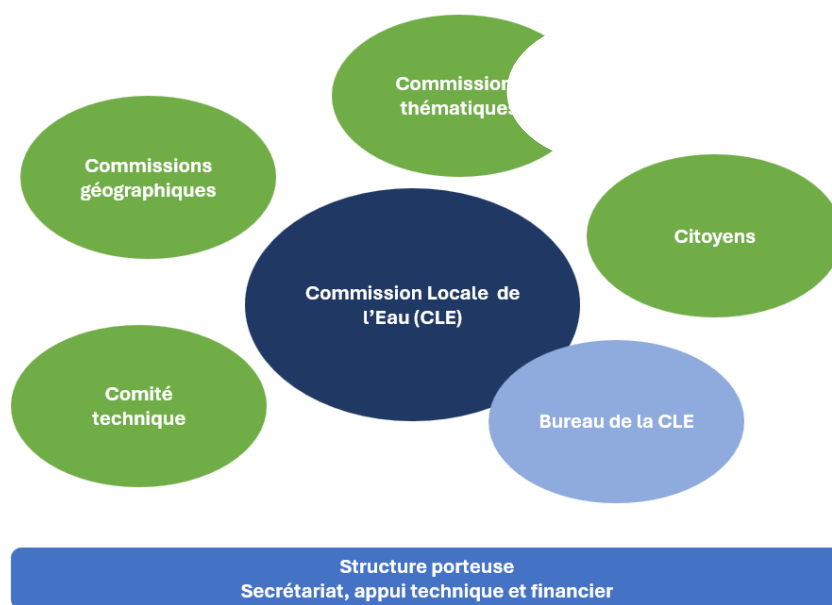 Commission
thématiques
Commissions
géographiques
Citoyens
Commission Locale de
l’Eau (CLE)
Comité
technique
Bureau de la CLE
Structure porteuse
Secrétariat, appui technique et financier